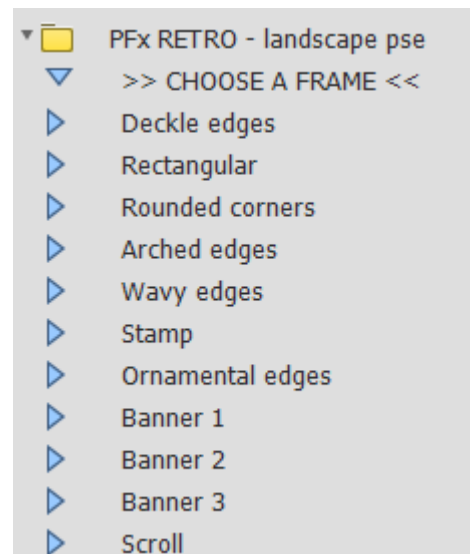 PFx RETRO - landscape pse
>> CHOOSE A FRAME <<
Deckle edges
Rectangular
Rounded corners
Arched edges
Wavy edges
Stamp
Ornamental edges
Banner 1
Banner 2
Banner 3
Scroll